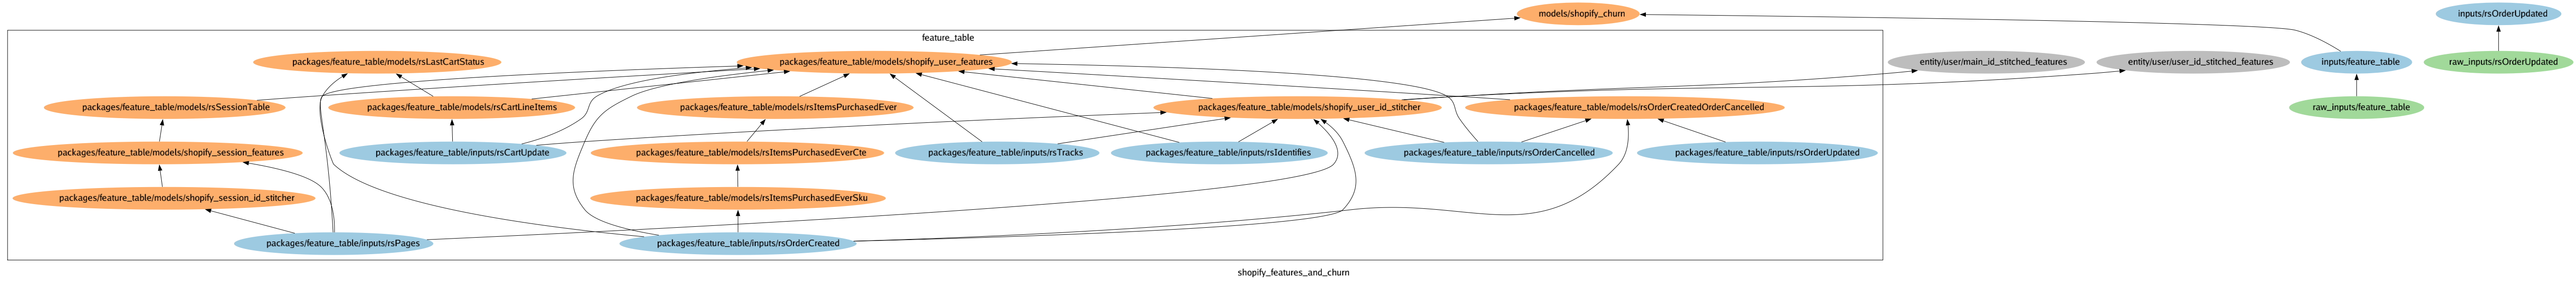 models/shopify_churn
inputs/rsOrderUpdated
feature_table
packages/feature_table/models/rsLastCartStatus
packages/feature_table/models/shopify_user_features
entity/user/main_id_stitched_features
entity/user/user_id_stitched_features
inputs/feature_table
raw_inputs/rsOrderUpdated
packages/feature_table/models/rsSessionTable
packages/feature_table/models/rsCartLineItems
packages/feature_table/models/rsItemsPurchasedEver
packages/feature_table/models/shopify_user_id_stitcher
packages/feature_table/models/rsOrderCreatedOrderCancelled
raw_inputs/feature_table
packages/feature_table/models/shopify_session_features
packages/feature_table/inputs/rsCartUpdate
packages/feature_table/models/rsItemsPurchasedEverCte
packages/feature_table/inputs/rsTracks
packages/feature_table/inputs/rsIdentifies
packages/feature_table/inputs/rsOrderCancelled
packages/feature_table/inputs/rsOrderUpdated
packages/feature_table/models/shopify_session_id_stitcher
packages/feature_table/models/rsItemsPurchasedEverSku
packages/feature_table/inputs/rsPages
packages/feature_table/inputs/rsOrderCreated
shopify_features_and_churn